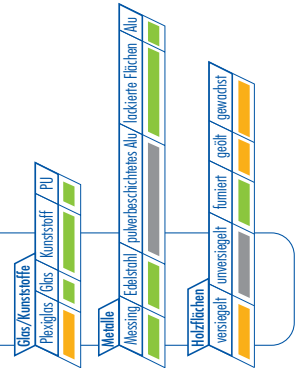 Glas/Kunststoffe
Plexiglas Glas Kunststoff PU
Metalle
Messing Edelstahl pulverbeschichtetes Alu lackierte Flächen Alu
Holzflächen
versiegelt unversiegelt furniert geölt gewachst